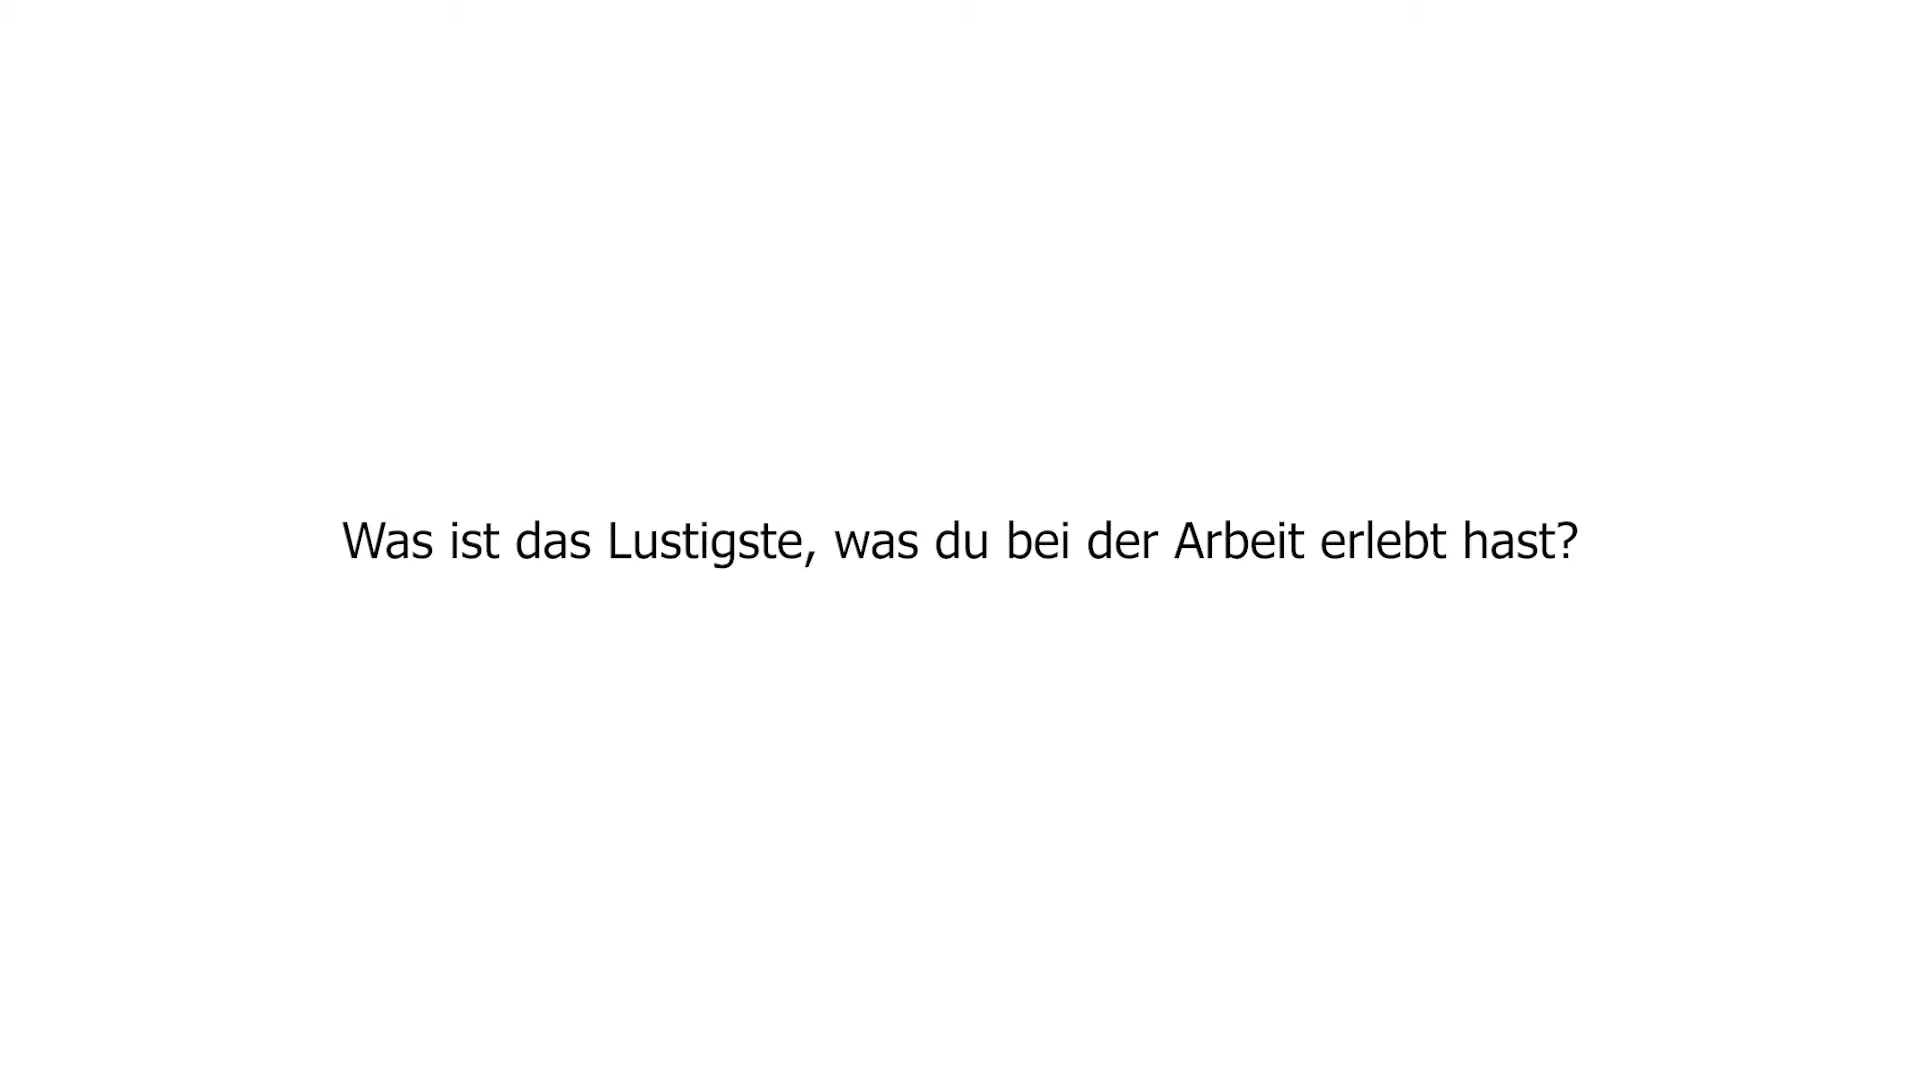 Was ist das Lustigste, was du bei der Arbeit erlebt hast?